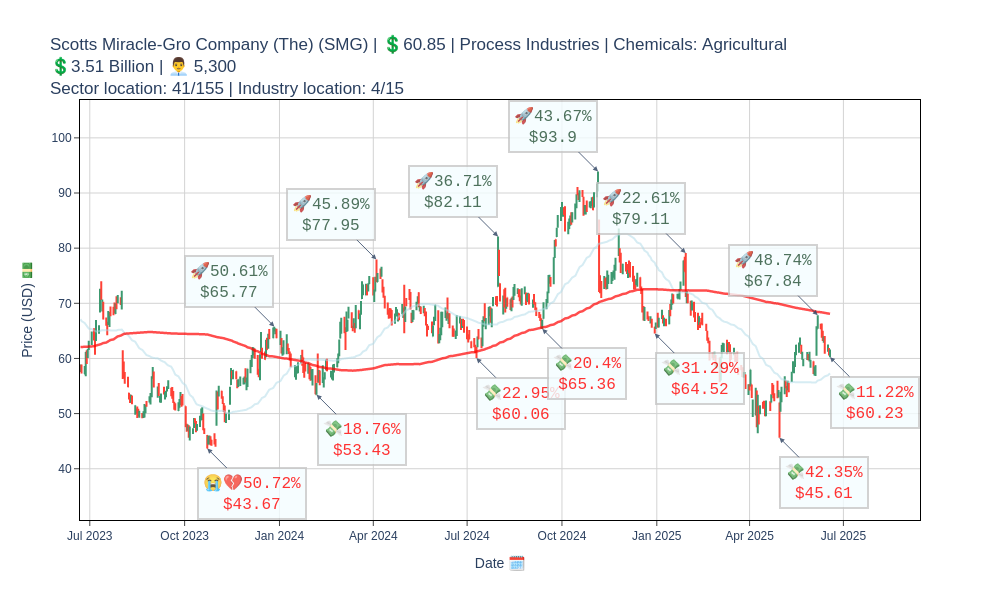 Scotts Miracle-Gro Company (The) (SMG) | 💲60.85 | Process Industries | Chemicals: Agricultural
💲3.51 Billion | 👨‍💼 5,300
Sector location: 41/155 | Industry location: 4/15
🚀43.67%
$93.9
🚀36.71%
$82.11
🚀45.89%
$77.95
🚀22.61%
$79.11
🚀50.61%
$65.77
🚀48.74%
$67.84
💸20.4%
$65.36
💸22.95%
$60.06
💸31.29%
$64.52
💸11.22%
$60.23
💸18.76%
$53.43
😭💔50.72%
$43.67
💸42.35%
$45.61
100
90
80
70
60
50
40
Price (USD) 💵
Jul 2023
Oct 2023
Jan 2024
Apr 2024
Jul 2024
Oct 2024
Jan 2025
Apr 2025
Jul 2025
Date 🗓️